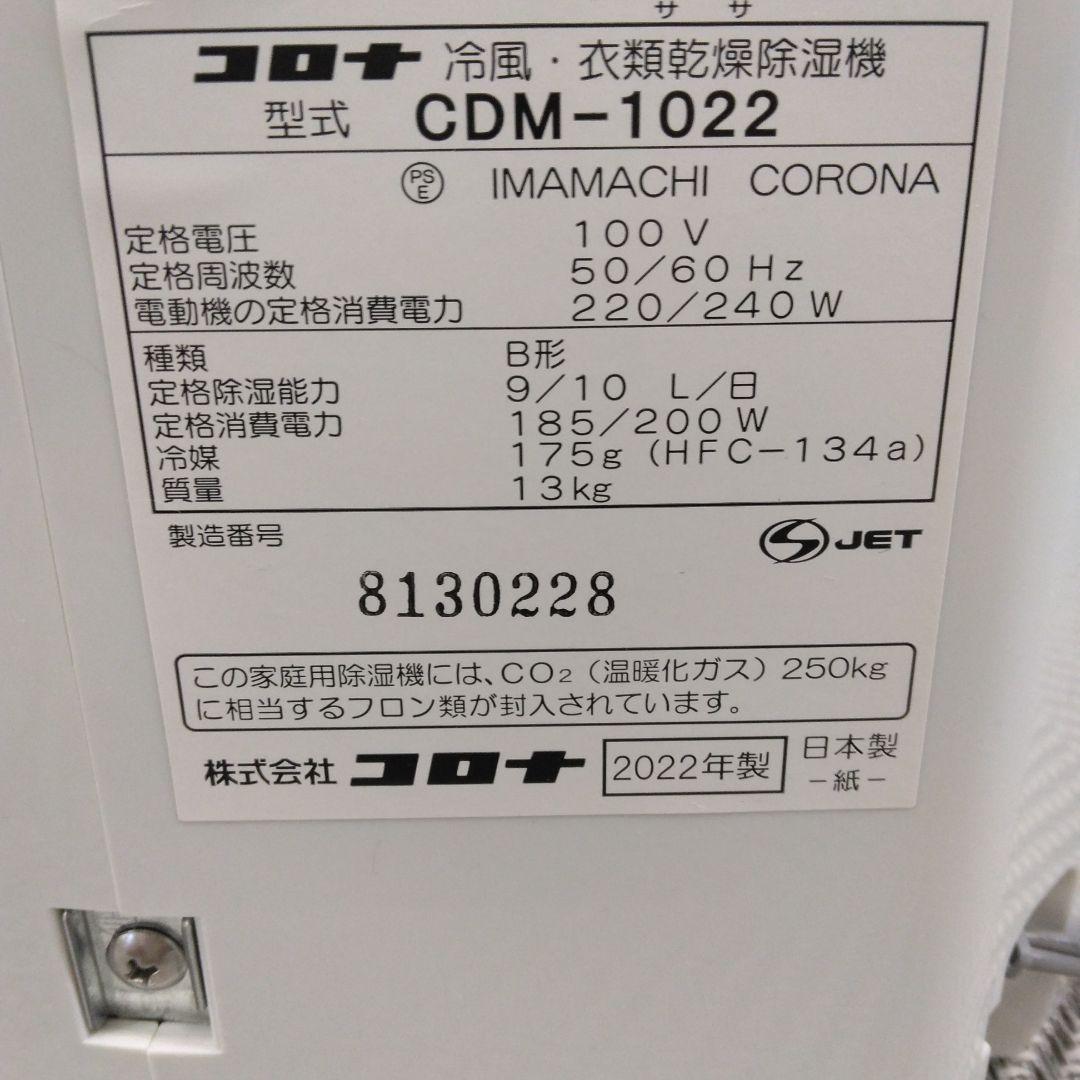 サ サ
コロナ 冷風・衣類乾燥除湿機
型式 CDM-1022
PSE IMAMACHI CORONA
定格電圧 100 V
定格周波数 50/60 Hz
電動機の定格消費電力 220/240 W
種類 B形
定格除湿能力 9/10 L/日
定格消費電力 185/200 W
冷媒 175g (HFC-134a)
質量 13kg
製造番号 S JET
8130228
この家庭用除湿機には、CO₂(温暖化ガス)250kg
に相当するフロン類が封入されています。
株式会社 コロナ 2022年製 日本製
-紙-